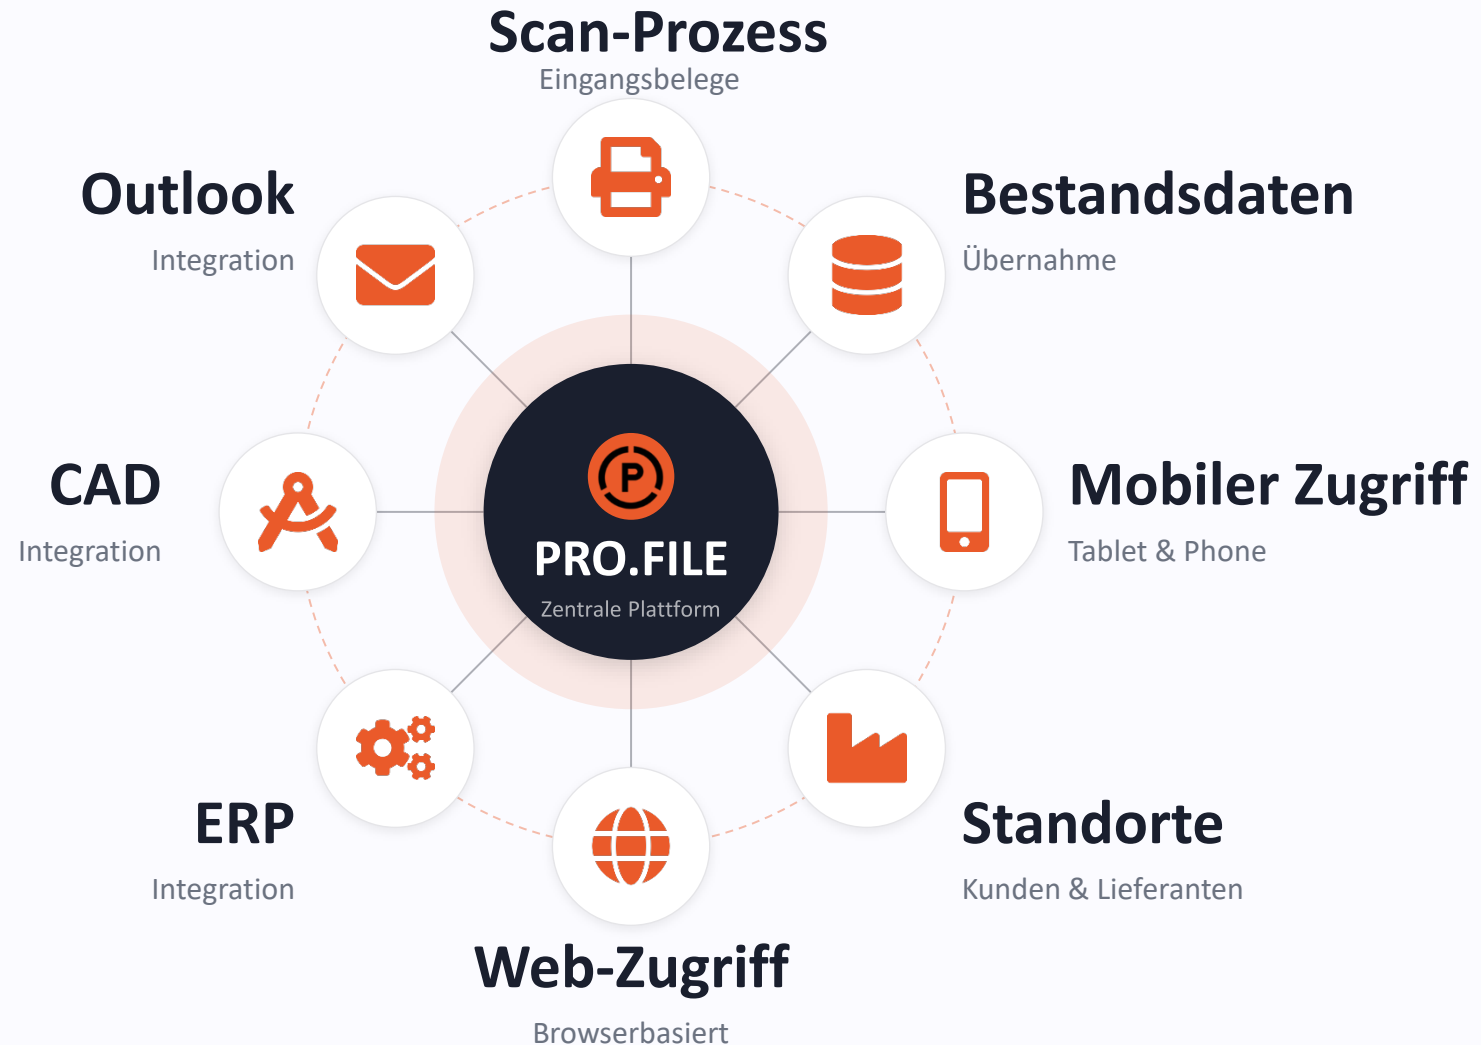 Scan-Prozess
Eingangsbelege
Outlook
Integration
Bestandsdaten
Übernahme
CAD
Integration
P
PRO.FILE
Zentrale Plattform
Mobiler Zugriff
Tablet & Phone
ERP
Integration
Standorte
Kunden & Lieferanten
Web-Zugriff
Browserbasiert